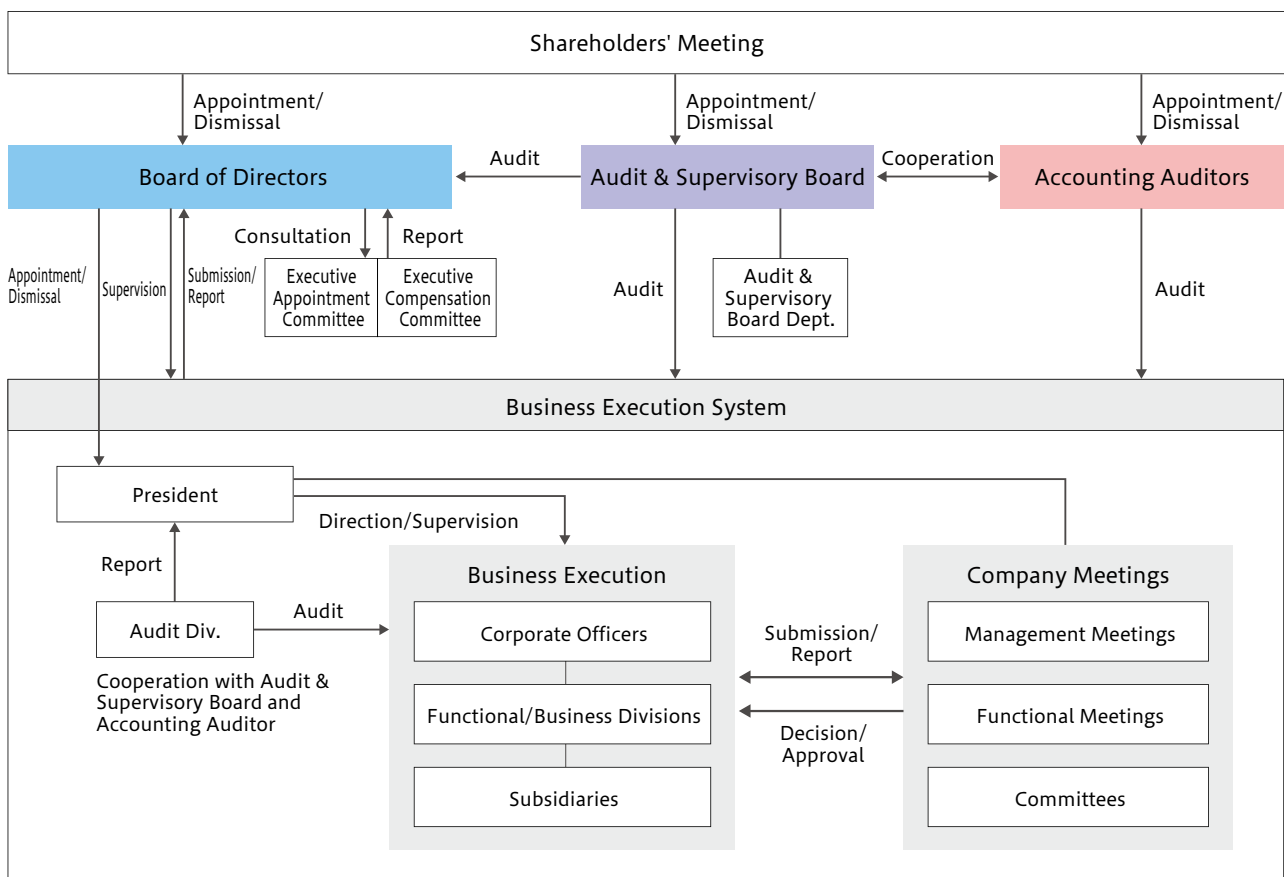 Shareholders' Meeting
Appointment/
Dismissal
Appointment/
Dismissal
Appointment/
Dismissal
Board of Directors
Audit
Audit & Supervisory Board
Cooperation
Accounting Auditors
Appointment/
Dismissal
Supervision
Submission/
Report
Consultation
Report
Executive
Appointment
Committee
Executive
Compensation
Committee
Audit
Audit &
Supervisory
Board Dept.
Audit
Business Execution System
President
Direction/Supervision
Report
Audit Div.
Audit
Cooperation with Audit &
Supervisory Board and
Accounting Auditor
Business Execution
Corporate Officers
Functional/Business Divisions
Subsidiaries
Submission/
Report
Decision/
Approval
Company Meetings
Management Meetings
Functional Meetings
Committees